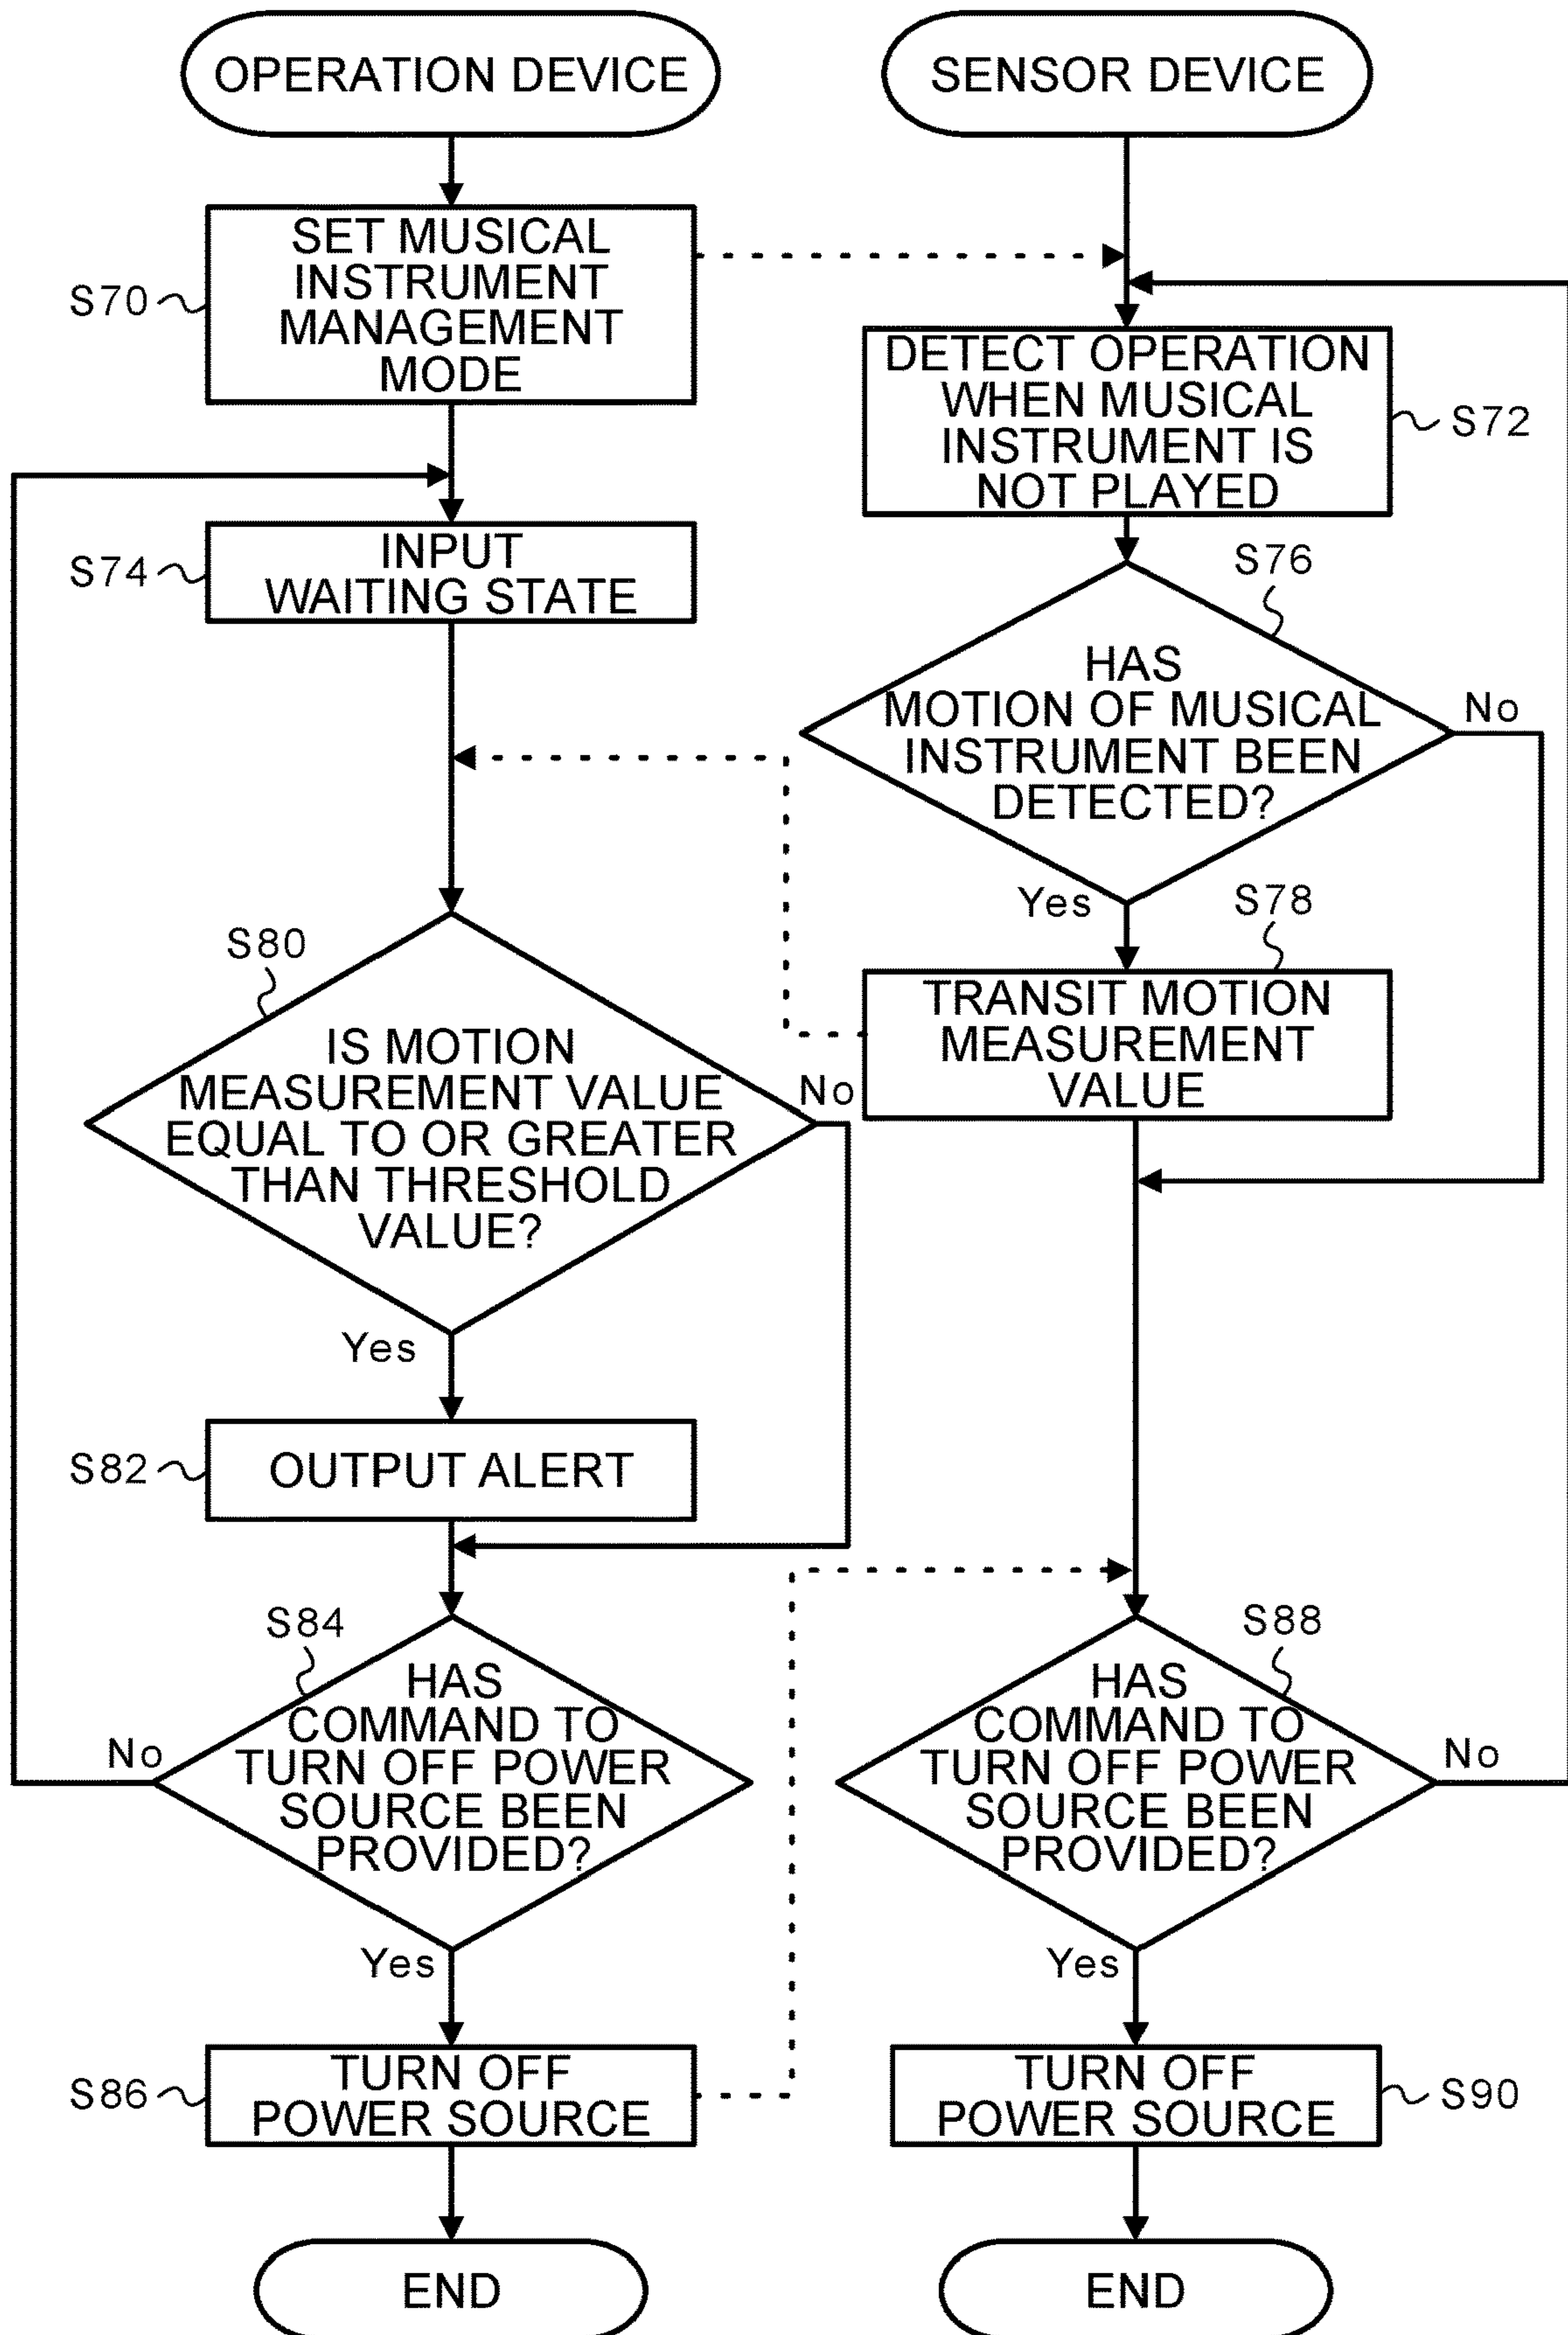 OPERATION DEVICE
SET MUSICAL
INSTRUMENT
MANAGEMENT
MODE
S70
INPUT
WAITING STATE
S74
S80
IS MOTION
MEASUREMENT VALUE
EQUAL TO OR GREATER
THAN THRESHOLD
VALUE?
No
Yes
OUTPUT ALERT
S82
S84
HAS
COMMAND TO
TURN OFF POWER
SOURCE BEEN
PROVIDED?
No
Yes
TURN OFF
POWER SOURCE
S86
END
SENSOR DEVICE
DETECT OPERATION
WHEN MUSICAL
INSTRUMENT IS
NOT PLAYED
S72
S76
HAS
MOTION OF MUSICAL
INSTRUMENT BEEN
DETECTED?
No
Yes
S78
TRANSIT MOTION
MEASUREMENT
VALUE
S88
HAS
COMMAND TO
TURN OFF POWER
SOURCE BEEN
PROVIDED?
No
Yes
TURN OFF
POWER SOURCE
S90
END